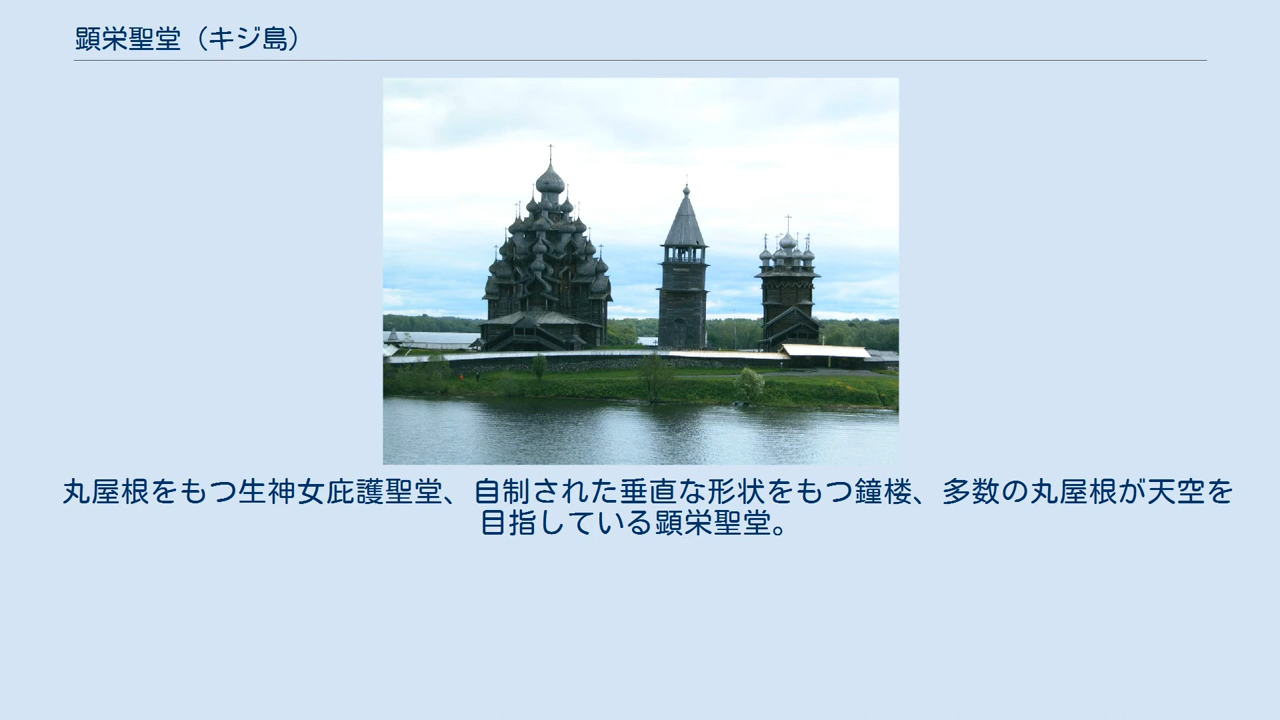 顕栄聖堂（キジ島）
丸屋根をもつ生神女庇護聖堂、自制された垂直な形状をもつ鐘楼、多数の丸屋根が天空を
目指している顕栄聖堂。